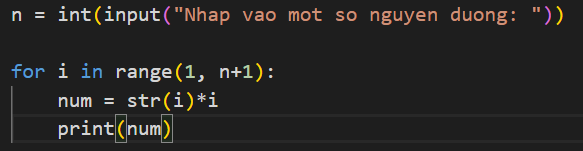 n = int(input("Nhap vao mot so nguyen duong: "))
for i in range(1, n+1):
    num = str(i)*i
    print(num)